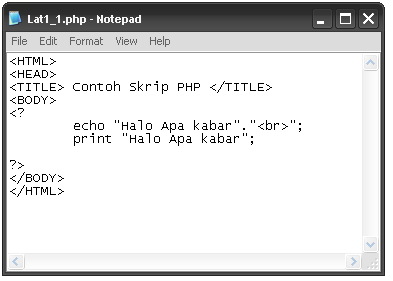 Lat1_1.php - Notepad
File Edit Format View Help
<HTML>
<HEAD>
<TITLE> Contoh Skrip PHP </TITLE>
<BODY>
<?
echo "Halo Apa kabar"."<br>";
print "Halo Apa kabar";
?>
</BODY>
</HTML>